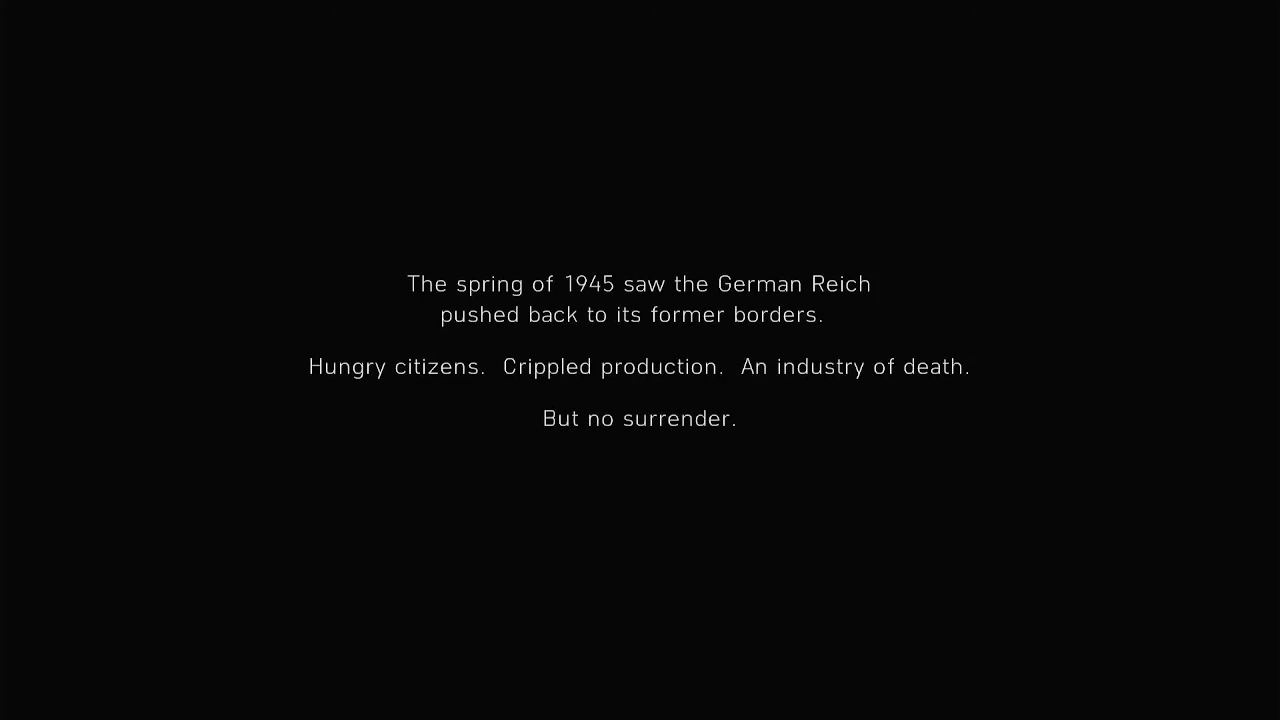 The spring of 1945 saw the German Reich
pushed back to its former borders.
Hungry citizens. Crippled production. An industry of death.
But no surrender.